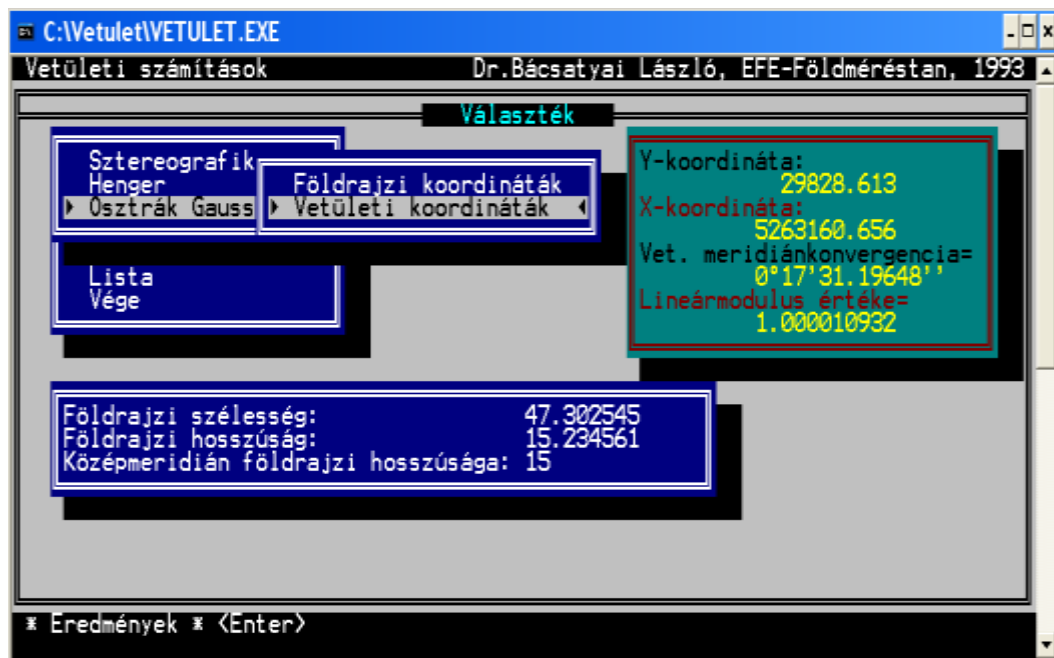 C:\Vetulet\VETULET.EXE
Vetületi számítások Dr.Bácsatyai László, EFE-Földméréstan, 1993
Választék
Sztereografik
Henger
Osztrák Gauss
Lista
Vége
Földrajzi koordináták
Vetületi koordináták
Y-koordináta:
29828.613
X-koordináta:
5263160.656
Vet. meridiánkonvergencia=
0°17'31.19648''
Lineármodulus értéke=
1.000010932
Földrajzi szélesség: 47.302545
Földrajzi hosszúság: 15.234561
Középmeridián földrajzi hosszúsága: 15
* Eredmények * <Enter>